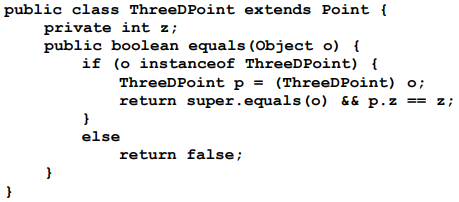 public class ThreeDPoint extends Point {
    private int z;
    public boolean equals(Object o) {
        if (o instanceof ThreeDPoint) {
            ThreeDPoint p = (ThreeDPoint) o;
            return super.equals(o) && p.z == z;
        }
        else
            return false;
    }
}